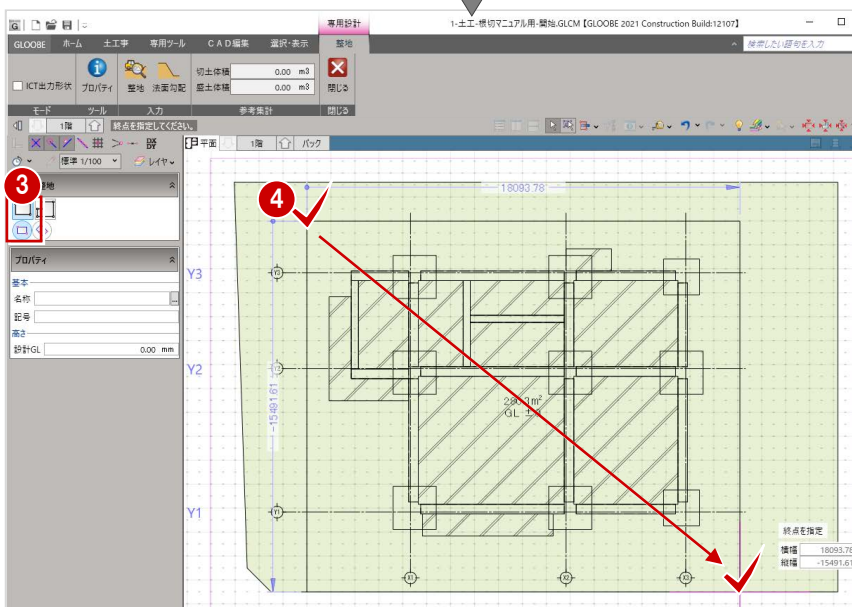 専用設計
1-土工-根切マニュアル用-開始.GLCM【GLOOBE 2021 Construction Build:12107】
GLOOBE ホーム 土工事 専用ツール CAD編集 選択・表示 整地
検索したい語句を入力
ICT出力形状 プロパティ 整地 法面勾配 切土体積 0.00 m3 閉じる
盛土体積 0.00 m3
モード ツール 入力 参考集計 閉じる
1階 終点を指定してください。
平面 1階 パック
標準 1/100 レイヤ
3
整地
4
18093.78
プロパティ
基本
名称
記号
高さ
設計GL 0.00 mm
Y3
Y3
Y2
-15491.61
m²
GL
Y1
Y1
終点を指定
横幅 18093.78
縦幅 -15491.61
X1 X2 X3